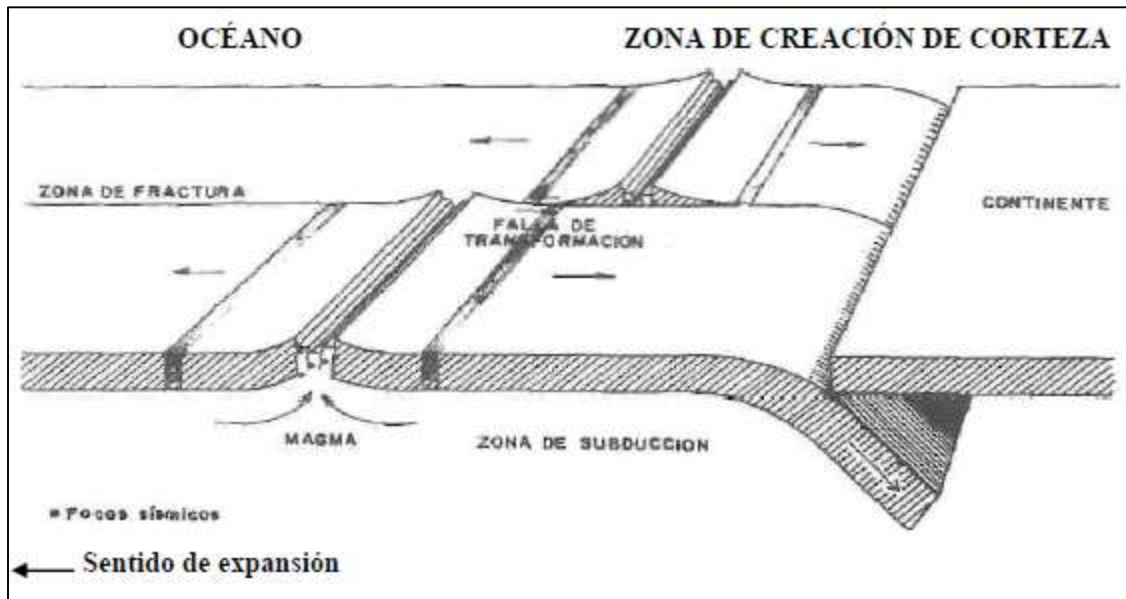 OCÉANO
ZONA DE CREACIÓN DE CORTEZA
ZONA DE FRACTURA
CONTINENTE
FALLA DE
TRANSFORMACION
MAGMA
ZONA DE SUBDUCCION
Focos sísmicos
Sentido de expansión